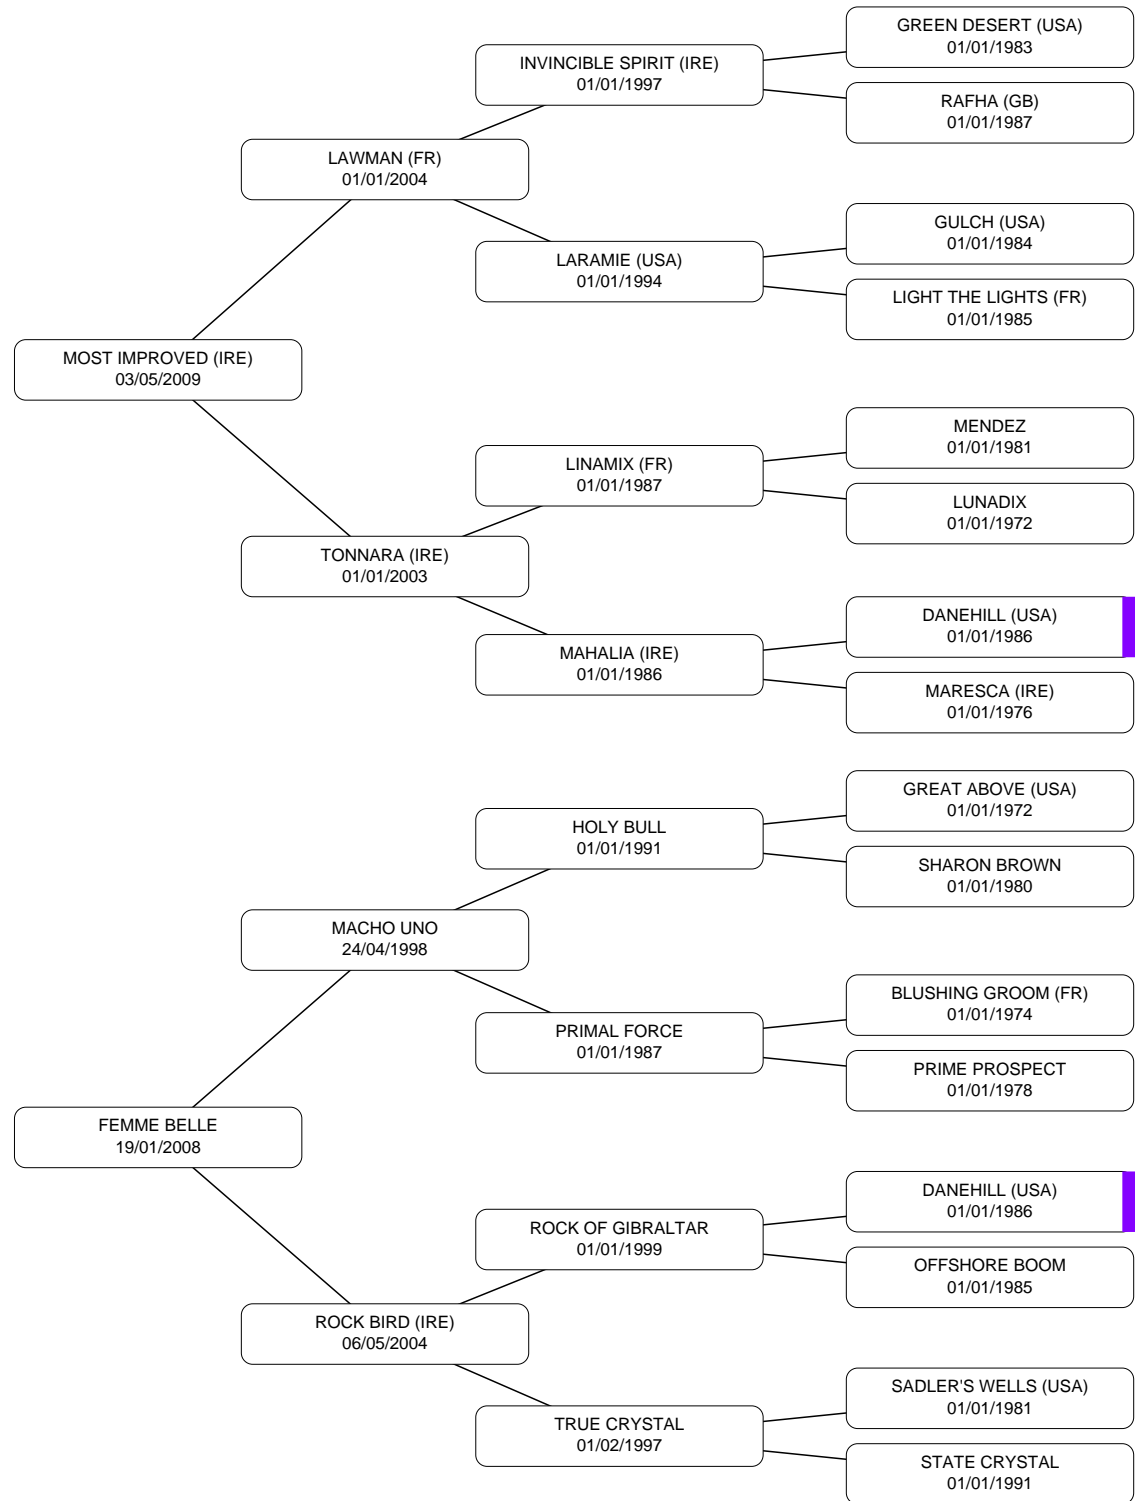 GREEN DESERT (USA)
01/01/1983
INVINCIBLE SPIRIT (IRE)
01/01/1997
RAFHA (GB)
01/01/1987
LAWMAN (FR)
01/01/2004
GULCH (USA)
01/01/1984
LARAMIE (USA)
01/01/1994
LIGHT THE LIGHTS (FR)
01/01/1985
MOST IMPROVED (IRE)
03/05/2009
MENDEZ
01/01/1981
LINAMIX (FR)
01/01/1987
LUNADIX
01/01/1972
TONNARA (IRE)
01/01/2003
DANEHILL (USA)
01/01/1986
MAHALIA (IRE)
01/01/1986
MARESCA (IRE)
01/01/1976
GREAT ABOVE (USA)
01/01/1972
HOLY BULL
01/01/1991
SHARON BROWN
01/01/1980
MACHO UNO
24/04/1998
BLUSHING GROOM (FR)
01/01/1974
PRIMAL FORCE
01/01/1987
PRIME PROSPECT
01/01/1978
FEMME BELLE
19/01/2008
DANEHILL (USA)
01/01/1986
ROCK OF GIBRALTAR
01/01/1999
OFFSHORE BOOM
01/01/1985
ROCK BIRD (IRE)
06/05/2004
SADLER'S WELLS (USA)
01/01/1981
TRUE CRYSTAL
01/02/1997
STATE CRYSTAL
01/01/1991